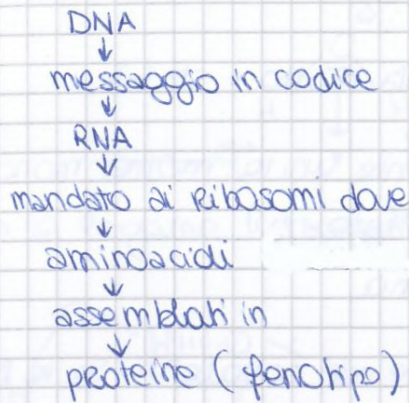 DNA
↓
messaggio in codice
↓
RNA
↓
mandato ai ribosomi dove
↓
aminoacidi
↓
assemblati in
↓
proteine (fenotipo)